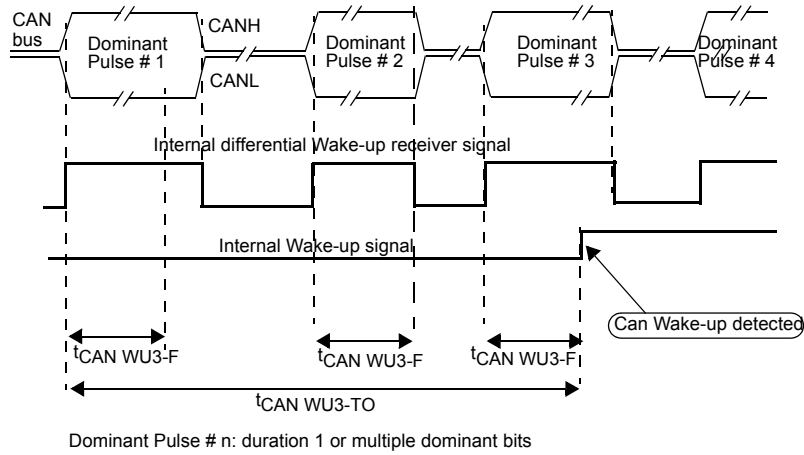 CAN
bus
CANH
CANL
Dominant
Pulse # 1
Dominant
Pulse # 2
Dominant
Pulse # 3
Dominant
Pulse # 4
Internal differential Wake-up receiver signal
Internal Wake-up signal
Can Wake-up detected
tCAN WU3-F
tCAN WU3-F
tCAN WU3-F
tCAN WU3-TO
Dominant Pulse # n: duration 1 or multiple dominant bits